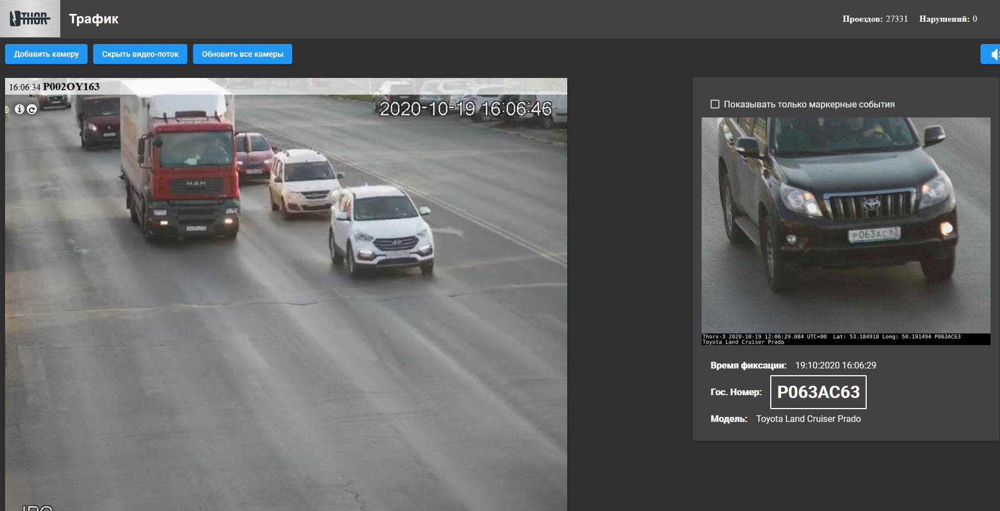 THOR
Трафик
Проездов: 27331 Нарушений: 0
Добавить камеру
Скрыть видео-поток
Обновить все камеры
16:06:34 P002OY163
2020-10-19 16:06:46
MAN
IPC
Показывать только маркерные события
P063AC 63
Thorx-3 2020-10-19 12:06:29.084 UTC+00 Lat: 53.184918 Long: 50.191494 P063AC63
Toyota Land Cruiser Prado
Время фиксации: 19:10:2020 16:06:29
Гос. Номер: P063AC63
Модель: Toyota Land Cruiser Prado